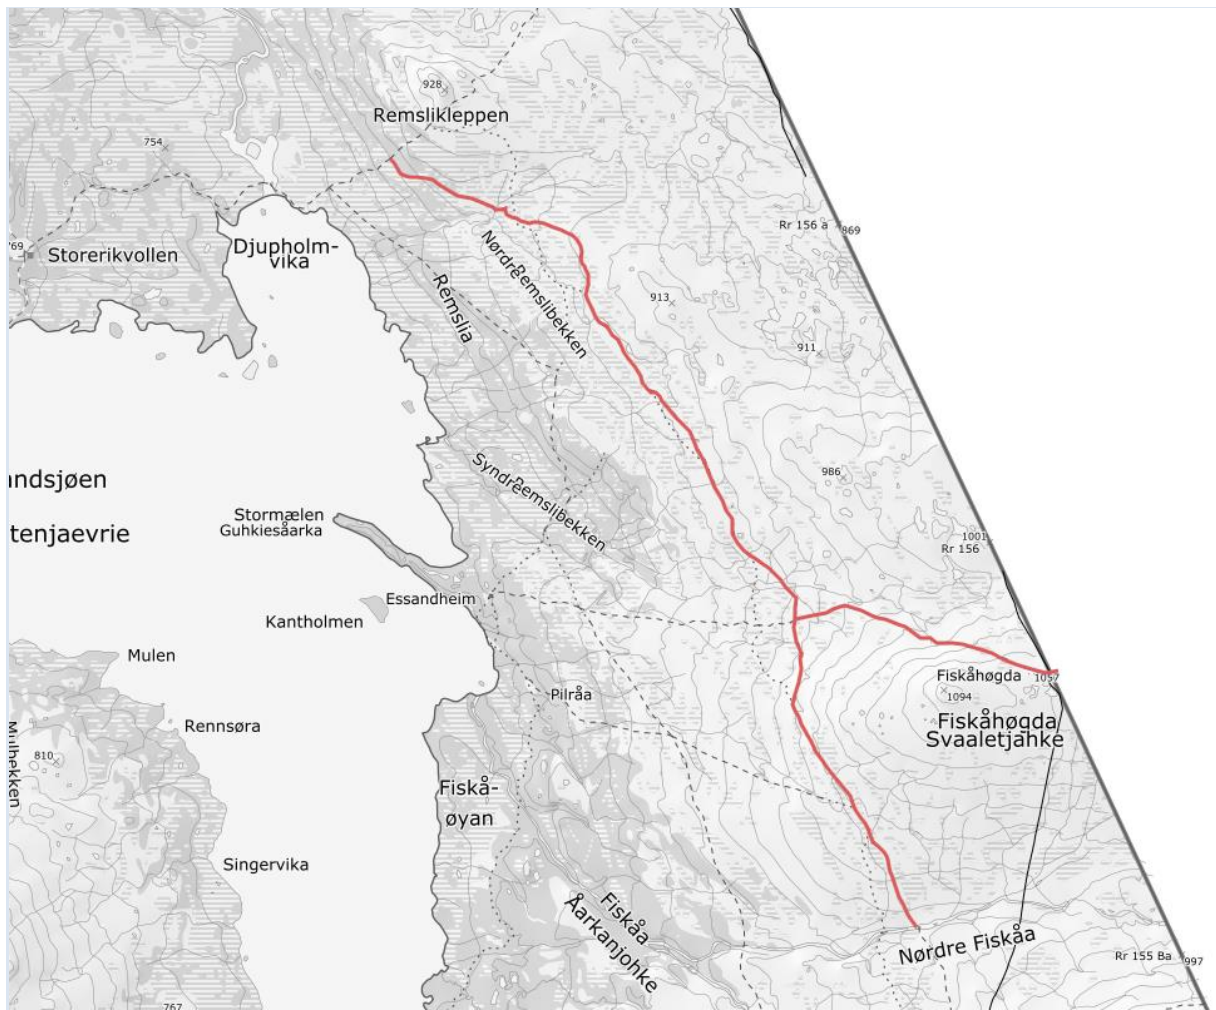 928
Remslikleppen
754
Rr 156 a
869
769
Storerikvollen
Djupholm-
vika
Nørdre
Remslibekken
Remslia
913
911
ndsjøen
Syndre
Remslibekken
986
Stormælen
Guhkiesåarka
tenjaevrie
1001
Rr 156
Essandheim
Kantholmen
Mulen
Fiskåhøgda
1057
Pilråa
1094
Rennsøra
Fiskåhøgda
Svaaletjahke
Mulbekken
810
Fiskå-
øyan
Singervika
Fiskåa
Åarkanjohke
Nørdre Fiskåa
Rr 155 Ba
997
767